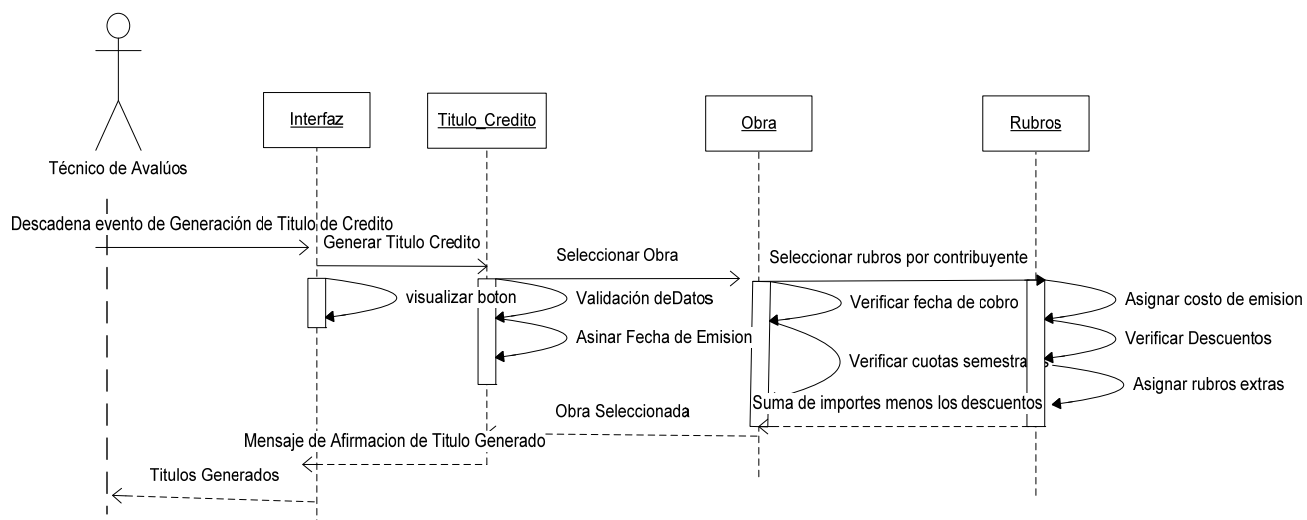 Interfaz
Titulo_Credito
Obra
Rubros
Técnico de Avalúos
Descadena evento de Generación de Titulo de Credito
Generar Titulo Credito
Seleccionar Obra
Seleccionar rubros por contribuyente
visualizar boton
Validación deDatos
Verificar fecha de cobro
Asignar costo de emision
Asinar Fecha de Emision
Verificar Descuentos
Verificar cuotas
Asignar rubros extras
Suma de importes menos los descuentos
Obra Seleccionada
Mensaje de Afirmacion de Titulo Generado
Titulos Generados